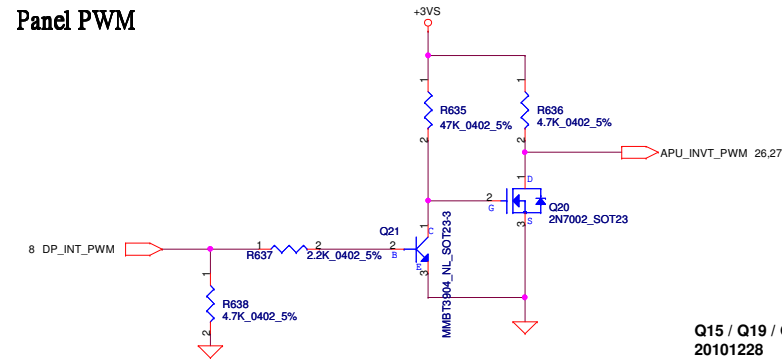 Panel PWM
+3VS
1
1
R635
47K_0402_5%
R636
4.7K_0402_5%
2
2
APU_INVT_PWM 26,27
1
D
2
G
Q20
2N7002_SOT23
S
3
1
C
Q21
2
B
E
3
MMBT3904_NL_SOT23-3
8 DP_INT_PWM
1
2
R637
2.2K_0402_5%
1
R638
4.7K_0402_5%
2
Q15 / Q19 /
20101228